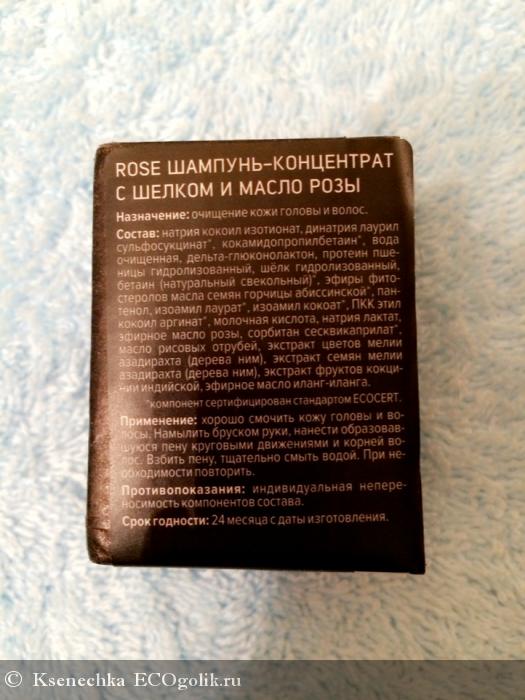 ROSE ШАМПУНЬ-КОНЦЕНТРАТ
С ШЕЛКОМ И МАСЛО РОЗЫ
Назначение: очищение кожи головы и волос.
Состав: натрия кокоил изотионат, динатрия лаурил
сульфосукцинат*, кокамидопропилбетаин*, вода
очищенная, дельта-глюконолактон, протеин пше-
ницы гидролизованный, шёлк гидролизованный,
бетаин (натуральный свекольный)*, эфиры фито-
стеролов масла семян горчицы абиссинской*, пан-
тенол, изоамил лаурат*, изоамил кокоат*, ПКК этил
кокоил аргинат*, молочная кислота, натрия лактат,
эфирное масло розы, сорбитан сесквикаприлат*,
масло рисовых отрубей, экстракт цветов мелии
азадирахта (дерева ним), экстракт семян мелии
азадирахта (дерева ним), экстракт фруктов кокци-
нии индийской, эфирное масло иланг-иланга.
*компонент сертифицирован стандартом ECOCERT.
Применение: хорошо смочить кожу головы и во-
лосы. Намылить бруском руки, нанести образовав-
шуюся пену круговыми движениями и корней во-
лос. Взбить пену, тщательно смыть водой. При не-
обходимости повторить.
Противопоказания: индивидуальная непере-
носимость компонентов состава.
Срок годности: 24 месяца с даты изготовления.
© Ksenechka ECOgolik.ru